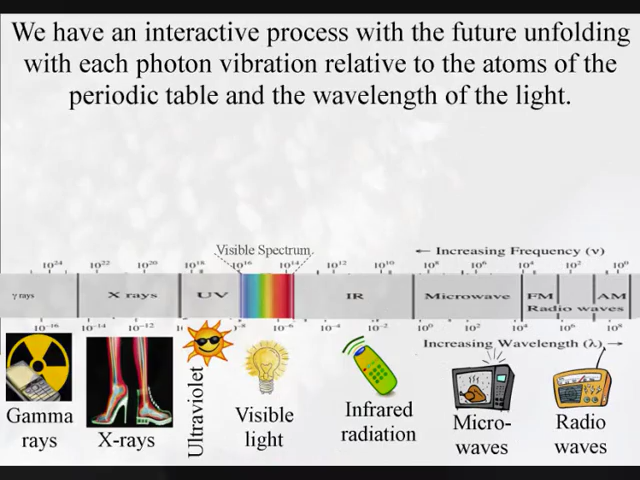 We have an interactive process with the future unfolding
with each photon vibration relative to the atoms of the
periodic table and the wavelength of the light.
Visible Spectrum
← Increasing Frequency (ν)
10²⁴ 10²² 10²⁰ 10¹⁸ 10¹⁶ 10¹⁴ 10¹² 10¹⁰ 10⁸ 10⁶ 10⁴ 10² 10⁰
γ rays X rays UV IR Microwave FM AM
Radio waves
10⁻¹⁶ 10⁻¹⁴ 10⁻¹² 10⁻⁶ 10⁻⁴ 10⁻² 10⁰ 10² 10⁴ 10⁶ 10⁸
Increasing Wavelength (λ) →
Gamma
rays
X-rays
Ultraviolet
Visible
light
Infrared
radiation
Micro-
waves
Radio
waves